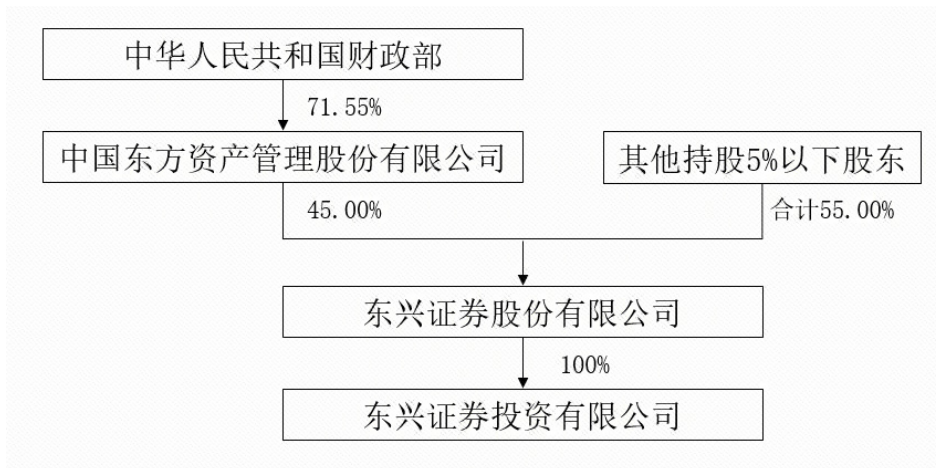 中华人民共和国财政部
71.55%
中国东方资产管理股份有限公司
其他持股5%以下股东
45.00%
合计55.00%
东兴证券股份有限公司
100%
东兴证券投资有限公司